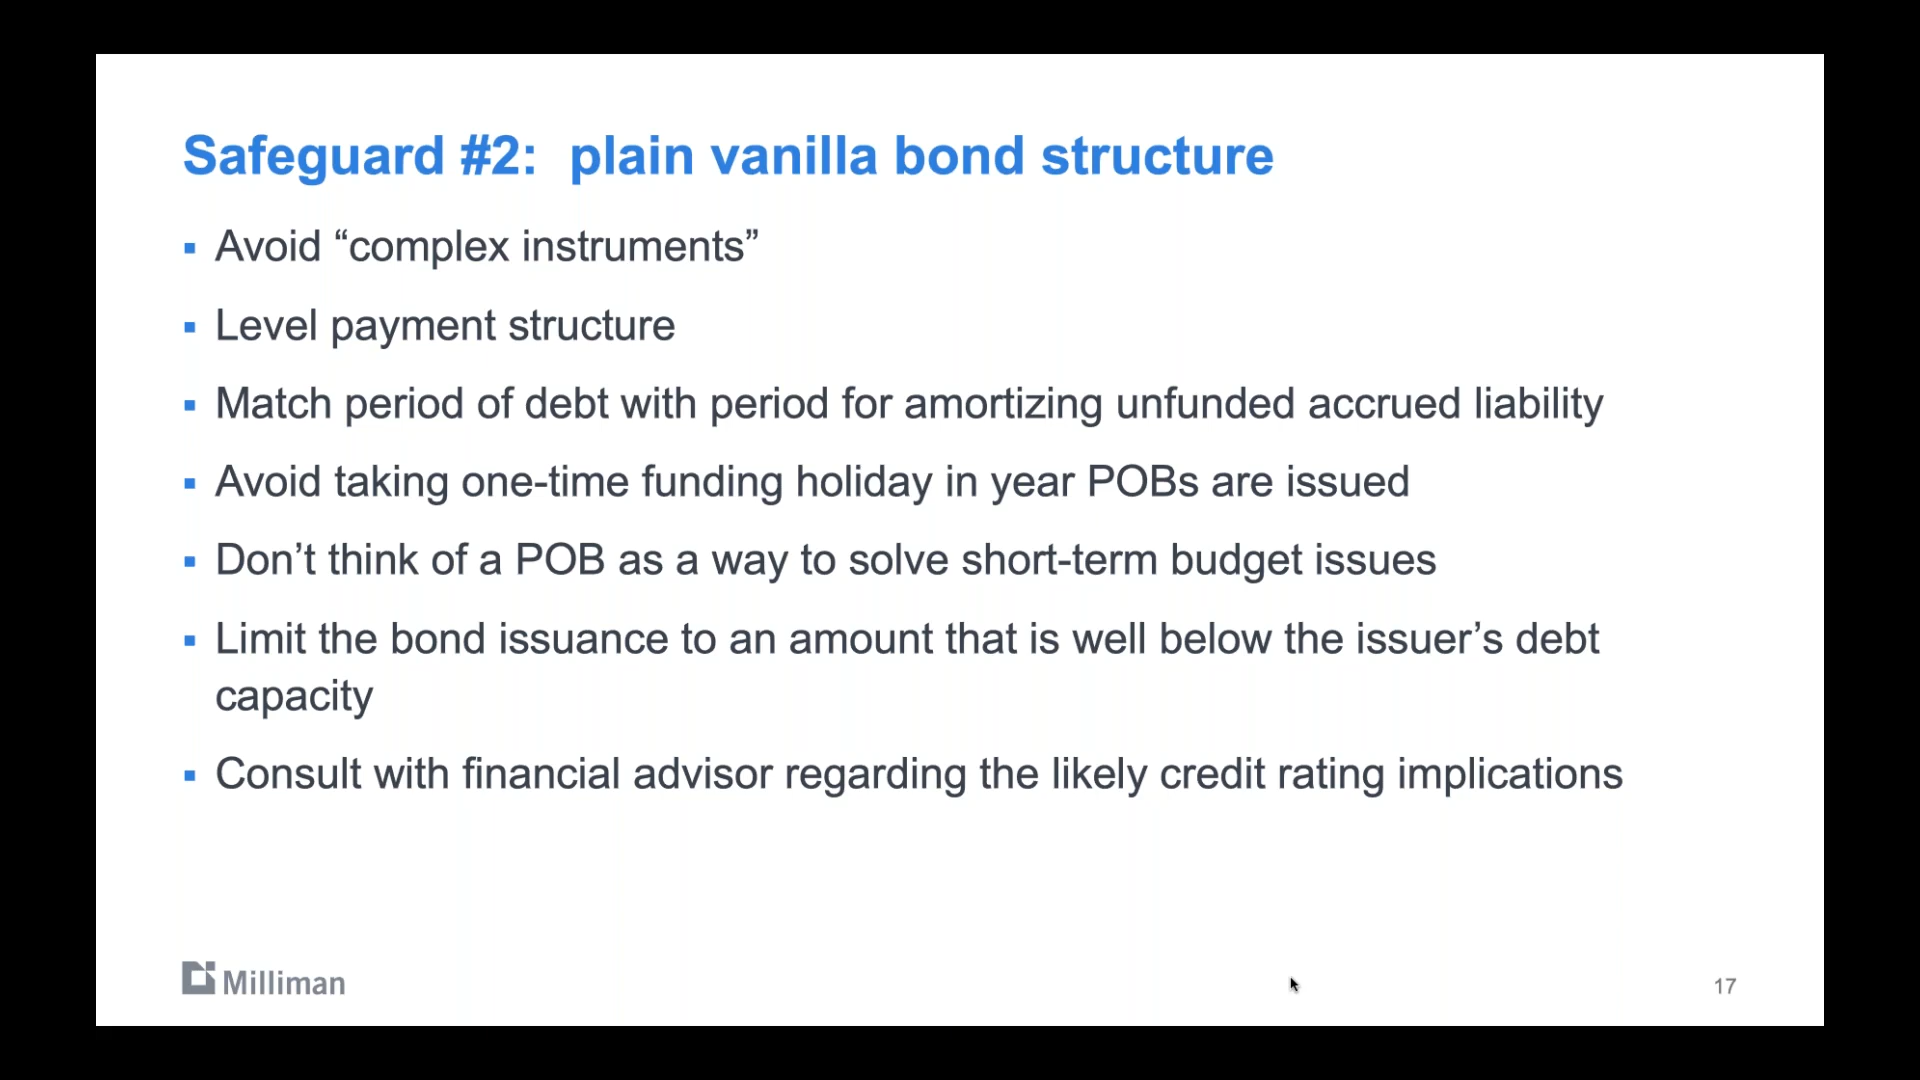 Safeguard #2:  plain vanilla bond structure
▪ Avoid “complex instruments”
▪ Level payment structure
▪ Match period of debt with period for amortizing unfunded accrued liability
▪ Avoid taking one-time funding holiday in year POBs are issued
▪ Don’t think of a POB as a way to solve short-term budget issues
▪ Limit the bond issuance to an amount that is well below the issuer’s debt
capacity
▪ Consult with financial advisor regarding the likely credit rating implications
Milliman
17